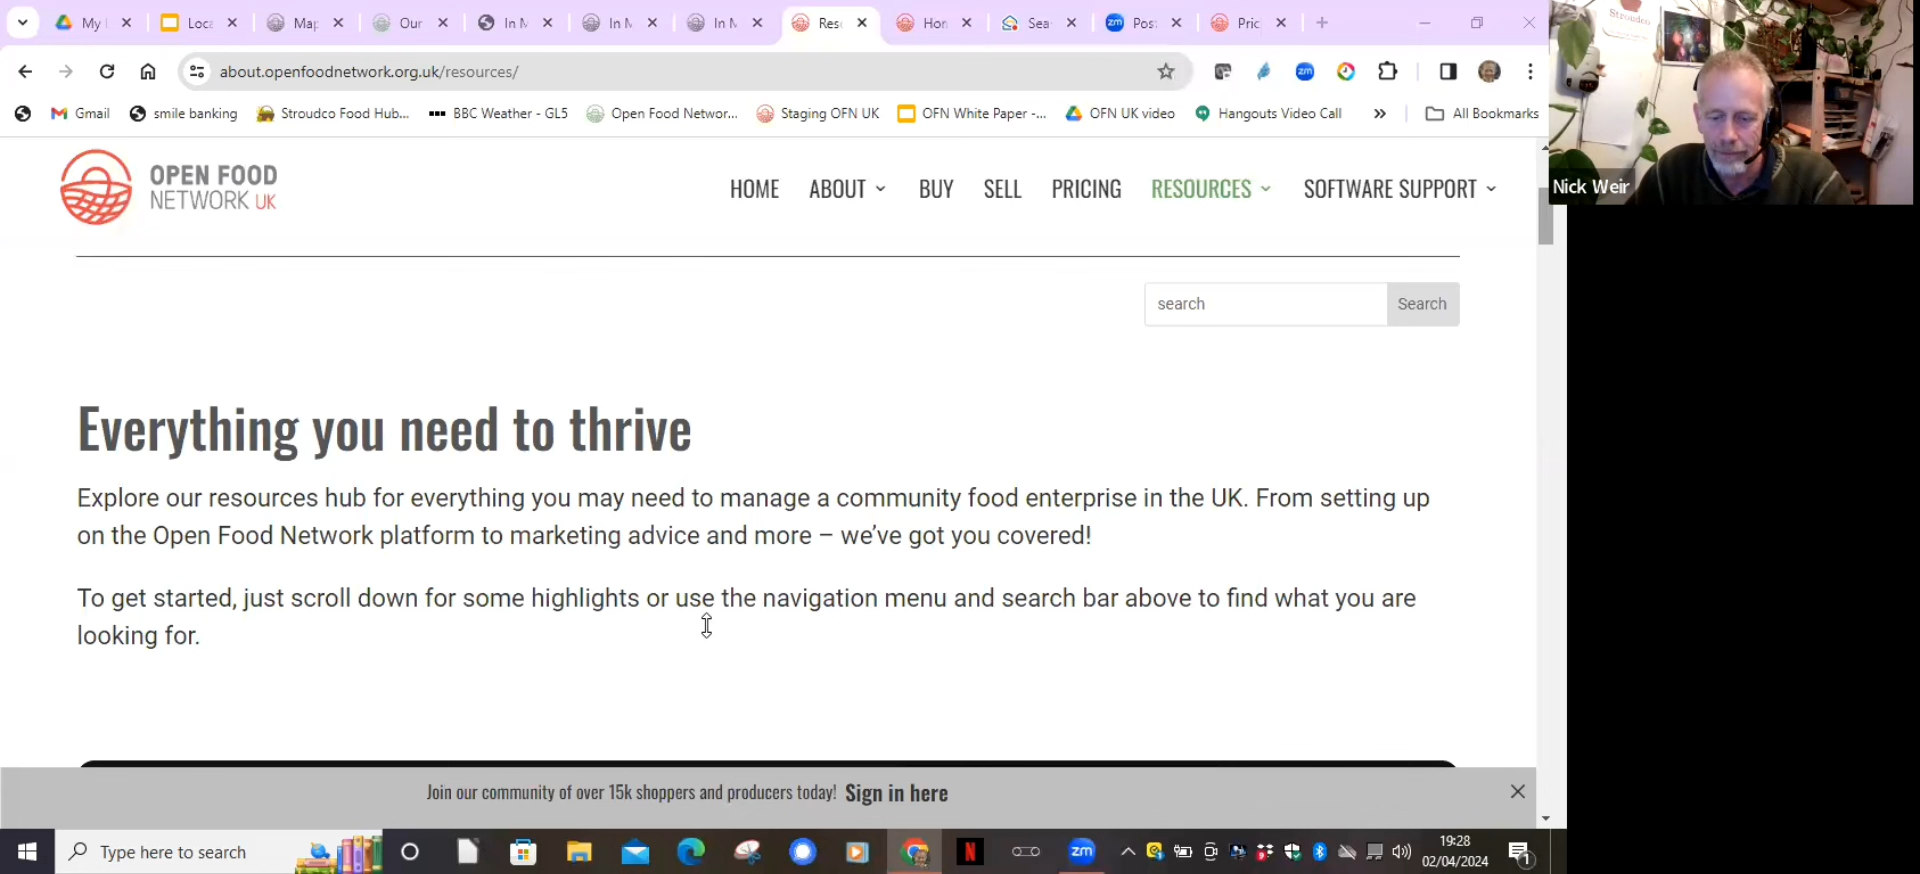 My
Loca
Map
Our
In M
In M
In M
Res
Hon
Sea
Pos
Pric
about.openfoodnetwork.org.uk/resources/
Gmail
smile banking
Stroudco Food Hub...
BBC Weather - GL5
Open Food Networ...
Staging OFN UK
OFN White Paper -...
OFN UK video
Hangouts Video Call
All Bookmarks
Stroudco
Nick Weir
OPEN FOOD
NETWORK UK
HOME
ABOUT
BUY
SELL
PRICING
RESOURCES
SOFTWARE SUPPORT
search
Search
Everything you need to thrive
Explore our resources hub for everything you may need to manage a community food enterprise in the UK. From setting up
on the Open Food Network platform to marketing advice and more – we've got you covered!
To get started, just scroll down for some highlights or use the navigation menu and search bar above to find what you are
looking for.
Join our community of over 15k shoppers and producers today! Sign in here
Type here to search
zm
19:28
02/04/2024